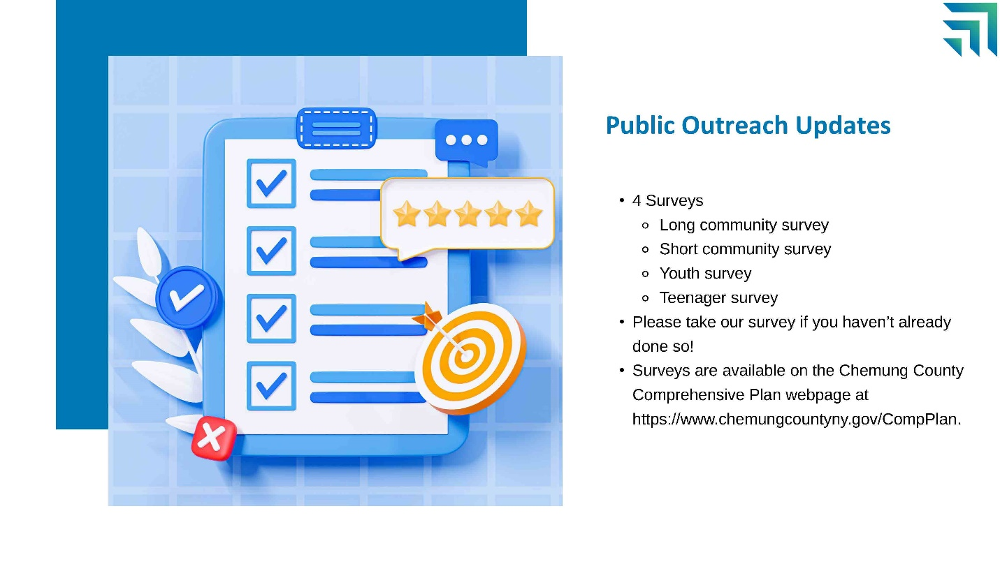 Public Outreach Updates
• 4 Surveys
○ Long community survey
○ Short community survey
○ Youth survey
○ Teenager survey
• Please take our survey if you haven’t already
done so!
• Surveys are available on the Chemung County
Comprehensive Plan webpage at
https://www.chemungcountyny.gov/CompPlan.